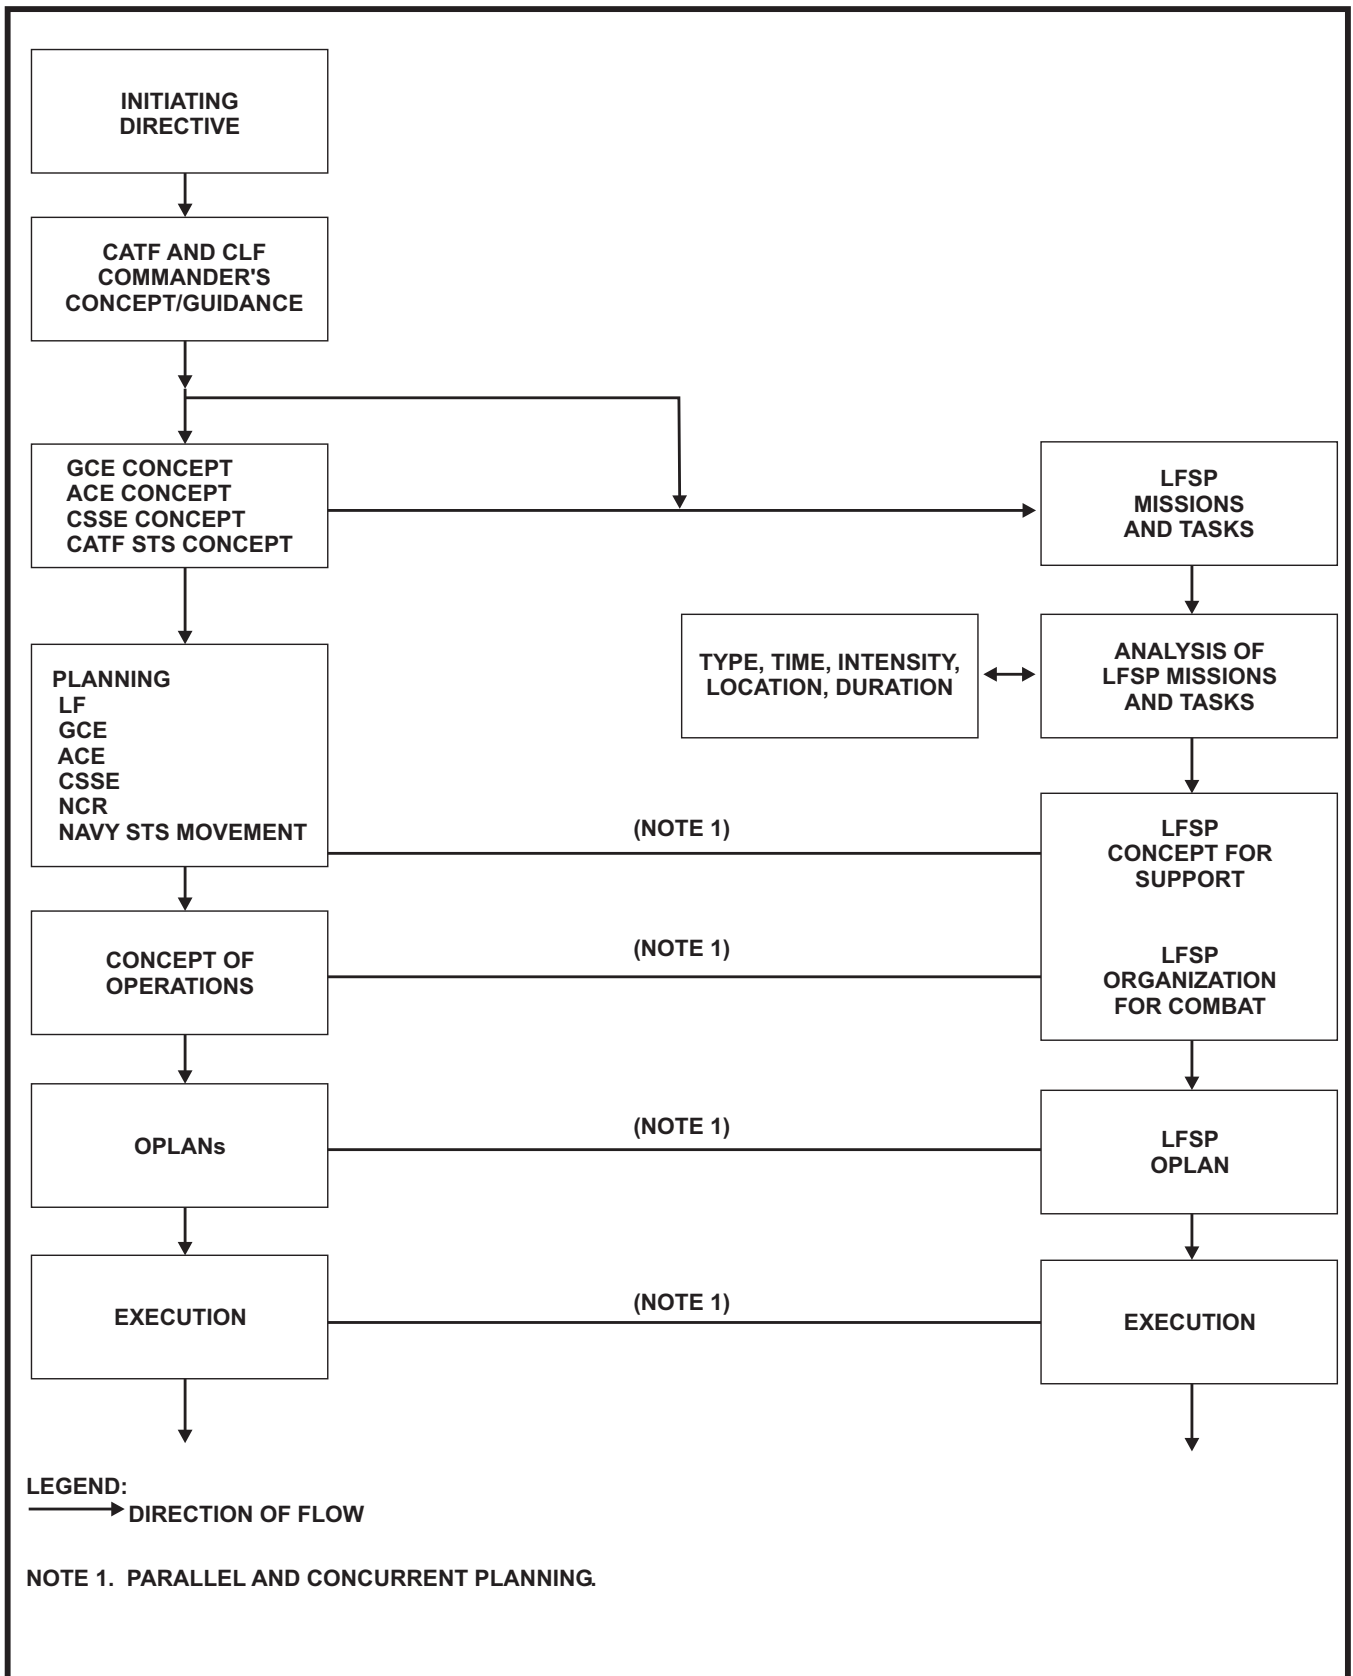 INITIATING
DIRECTIVE
CATF AND CLF
COMMANDER'S
CONCEPT/GUIDANCE
GCE CONCEPT
ACE CONCEPT
CSSE CONCEPT
CATF STS CONCEPT
LFSP
MISSIONS
AND TASKS
TYPE, TIME, INTENSITY,
LOCATION, DURATION
ANALYSIS OF
LFSP MISSIONS
AND TASKS
PLANNING
LF
GCE
ACE
CSSE
NCR
NAVY STS MOVEMENT
(NOTE 1)
LFSP
CONCEPT FOR
SUPPORT
CONCEPT OF
OPERATIONS
(NOTE 1)
LFSP
ORGANIZATION
FOR COMBAT
OPLANs
(NOTE 1)
LFSP
OPLAN
EXECUTION
(NOTE 1)
EXECUTION
LEGEND:
DIRECTION OF FLOW
NOTE 1. PARALLEL AND CONCURRENT PLANNING.